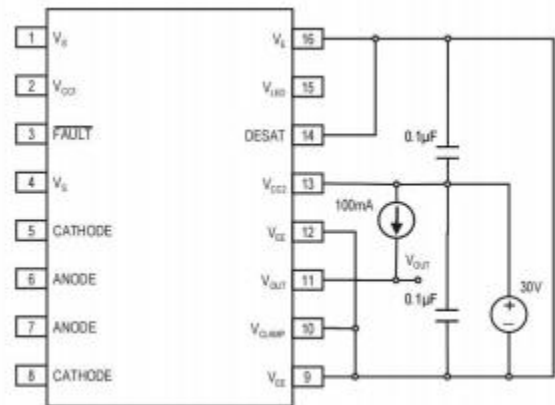 1 V_S V_E 16
2 V_CC1 V_LED 15
3 FAULT DESAT 14
4 V_S V_CC2 13
5 CATHODE V_EE 12
6 ANODE V_OUT 11
7 ANODE V_CLAMP 10
8 CATHODE V_EE 9
0.1µF
100mA
V_OUT
0.1µF
30V
+
−